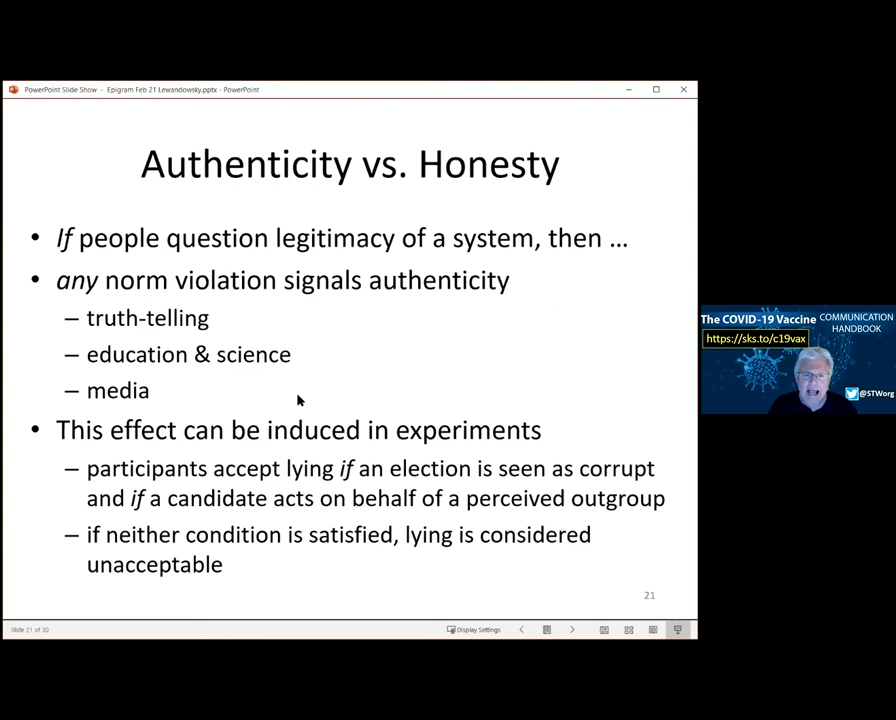 PowerPoint Slide Show - Epigram Feb 21 Lewandowsky.pptx - PowerPoint
Authenticity vs. Honesty
• If people question legitimacy of a system, then ...
• any norm violation signals authenticity
– truth-telling
– education & science
– media
• This effect can be induced in experiments
– participants accept lying if an election is seen as corrupt
and if a candidate acts on behalf of a perceived outgroup
– if neither condition is satisfied, lying is considered
unacceptable
21
Slide 21 of 30
Display Settings
The COVID-19 Vaccine
COMMUNICATION
HANDBOOK
https://sks.to/c19vax
@STWorg